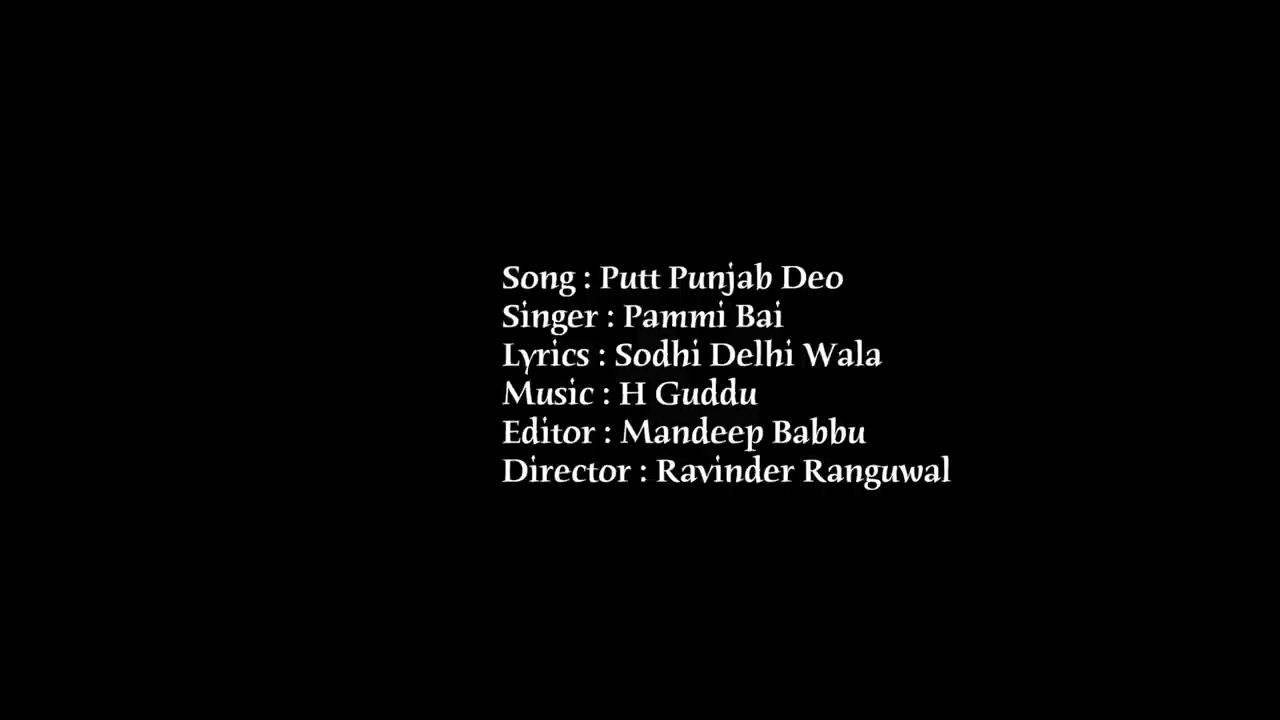 Song : Putt Punjab Deo
Singer : Pammi Bai
Lyrics : Sodhi Delhi Wala
Music : H Guddu
Editor : Mandeep Babbu
Director : Ravinder Ranguwal